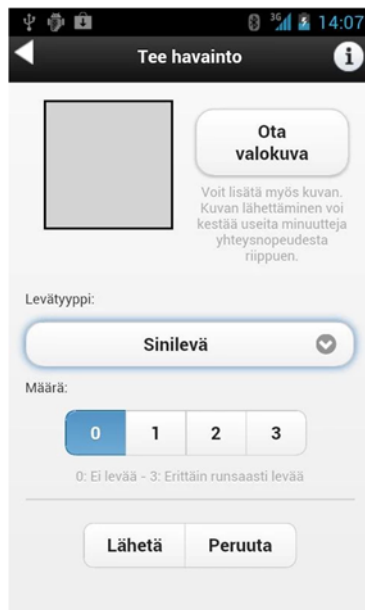 3G 14:07
Tee havainto i
Ota
valokuva
Voit lisätä myös kuvan.
Kuvan lähettäminen voi
kestää useita minuutteja
yhteysnopeudesta
riippuen.
Levätyyppi:
Sinilevä
Määrä:
0 1 2 3
0: Ei levää - 3: Erittäin runsaasti levää
Lähetä Peruuta